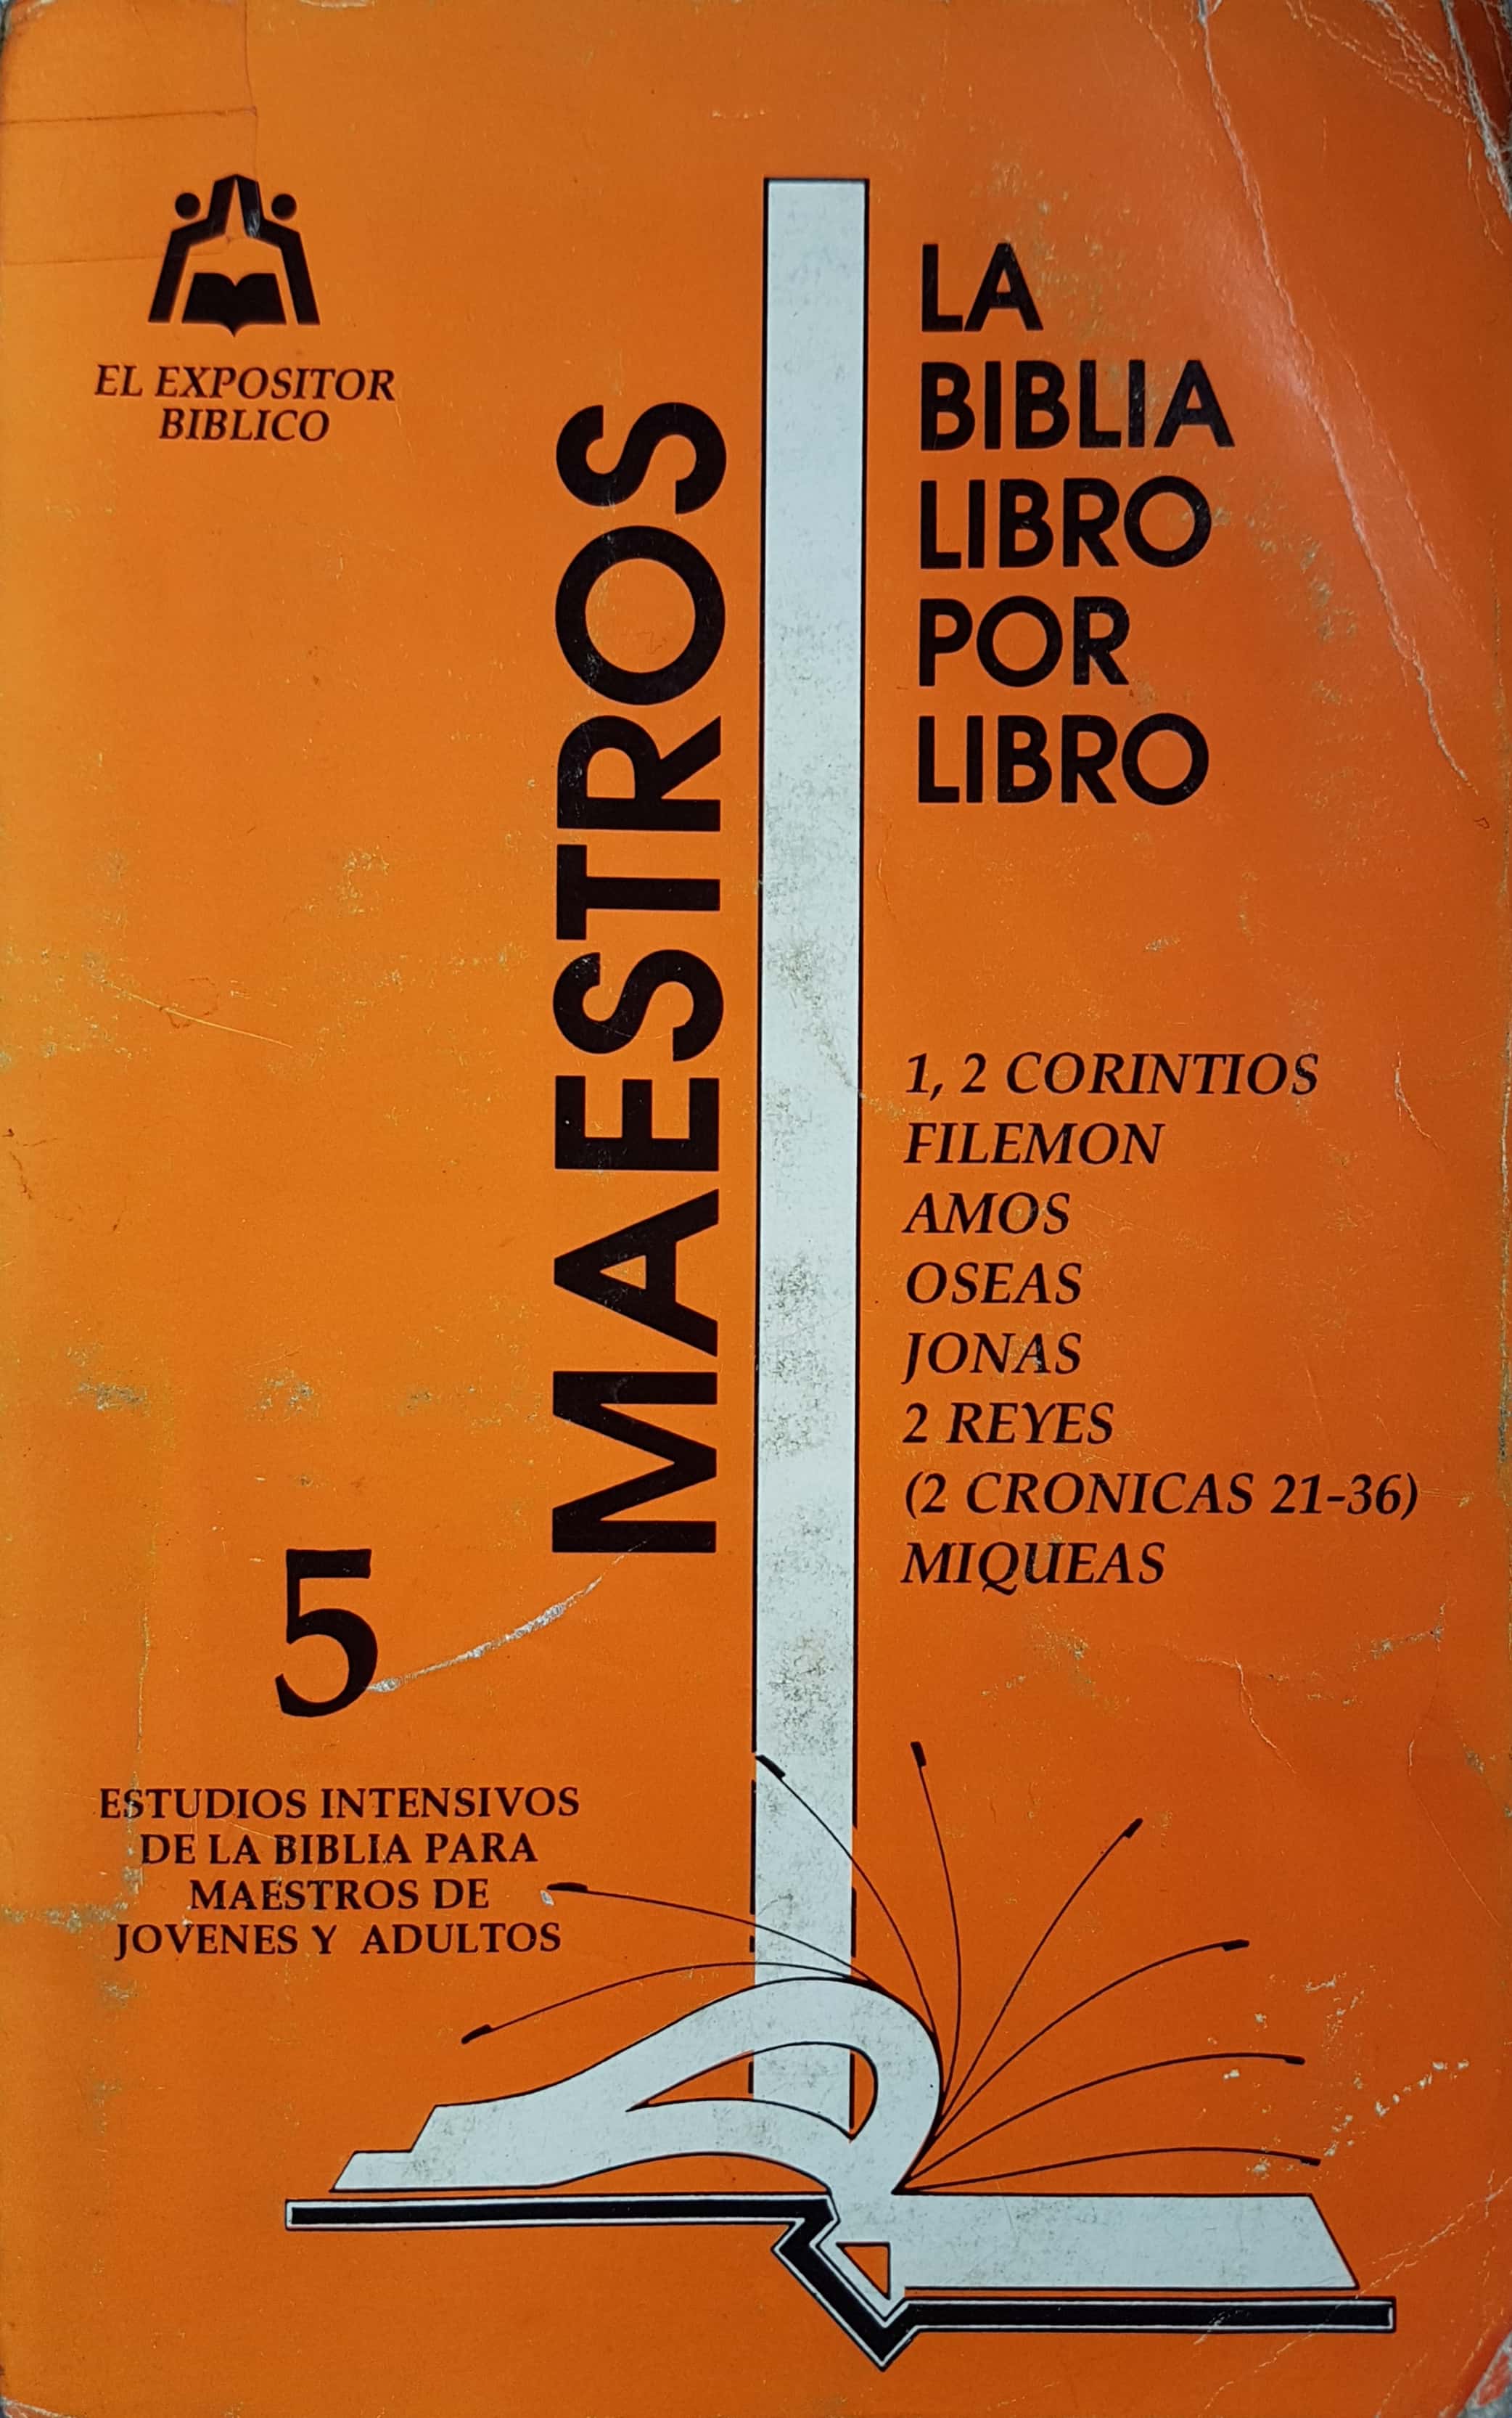 EL EXPOSITOR
BIBLICO
MAESTROS
LA
BIBLIA
LIBRO
POR
LIBRO
1, 2 CORINTIOS
FILEMON
AMOS
OSEAS
JONAS
2 REYES
(2 CRONICAS 21-36)
MIQUEAS
5
ESTUDIOS INTENSIVOS
DE LA BIBLIA PARA
MAESTROS DE
JOVENES Y ADULTOS